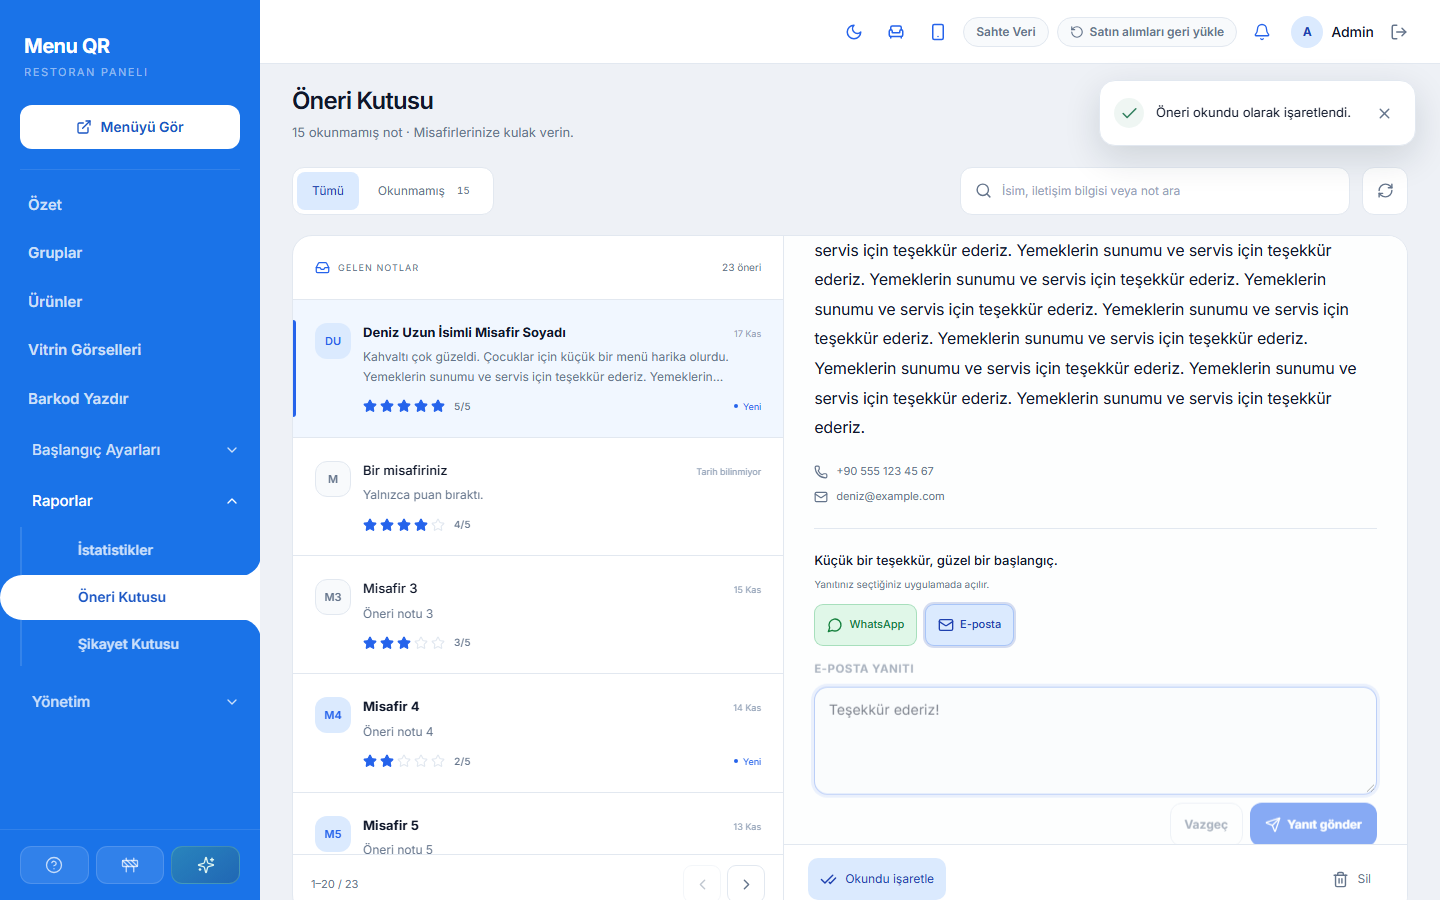 Menu QR
RESTORAN PANELİ
Menüyü Gör
Özet
Gruplar
Ürünler
Vitrin Görselleri
Barkod Yazdır
Başlangıç Ayarları
Raporlar
İstatistikler
Öneri Kutusu
Şikayet Kutusu
Yönetim
Sahte Veri
Satın alımları geri yükle
A
Admin
Öneri Kutusu
15 okunmamış not · Misafirlerinize kulak verin.
Öneri okundu olarak işaretlendi.
Tümü
Okunmamış 15
İsim, iletişim bilgisi veya not ara
GELEN NOTLAR
23 öneri
DU
Deniz Uzun İsimli Misafir Soyadı
17 Kas
Kahvaltı çok güzeldi. Çocuklar için küçük bir menü harika olurdu.
Yemeklerin sunumu ve servis için teşekkür ederiz. Yemeklerin...
5/5
Yeni
M
Bir misafiriniz
Tarih bilinmiyor
Yalnızca puan bıraktı.
4/5
M3
Misafir 3
15 Kas
Öneri notu 3
3/5
M4
Misafir 4
14 Kas
Öneri notu 4
2/5
Yeni
M5
Misafir 5
13 Kas
Öneri notu 5
1–20 / 23
servis için teşekkür ederiz. Yemeklerin sunumu ve servis için teşekkür
ederiz. Yemeklerin sunumu ve servis için teşekkür ederiz. Yemeklerin
sunumu ve servis için teşekkür ederiz. Yemeklerin sunumu ve servis için
teşekkür ederiz. Yemeklerin sunumu ve servis için teşekkür ederiz.
Yemeklerin sunumu ve servis için teşekkür ederiz. Yemeklerin sunumu ve
servis için teşekkür ederiz. Yemeklerin sunumu ve servis için teşekkür
ederiz.
+90 555 123 45 67
deniz@example.com
Küçük bir teşekkür, güzel bir başlangıç.
Yanıtınız seçtiğiniz uygulamada açılır.
WhatsApp
E-posta
E-POSTA YANITI
Teşekkür ederiz!
Vazgeç
Yanıt gönder
Okundu işaretle
Sil